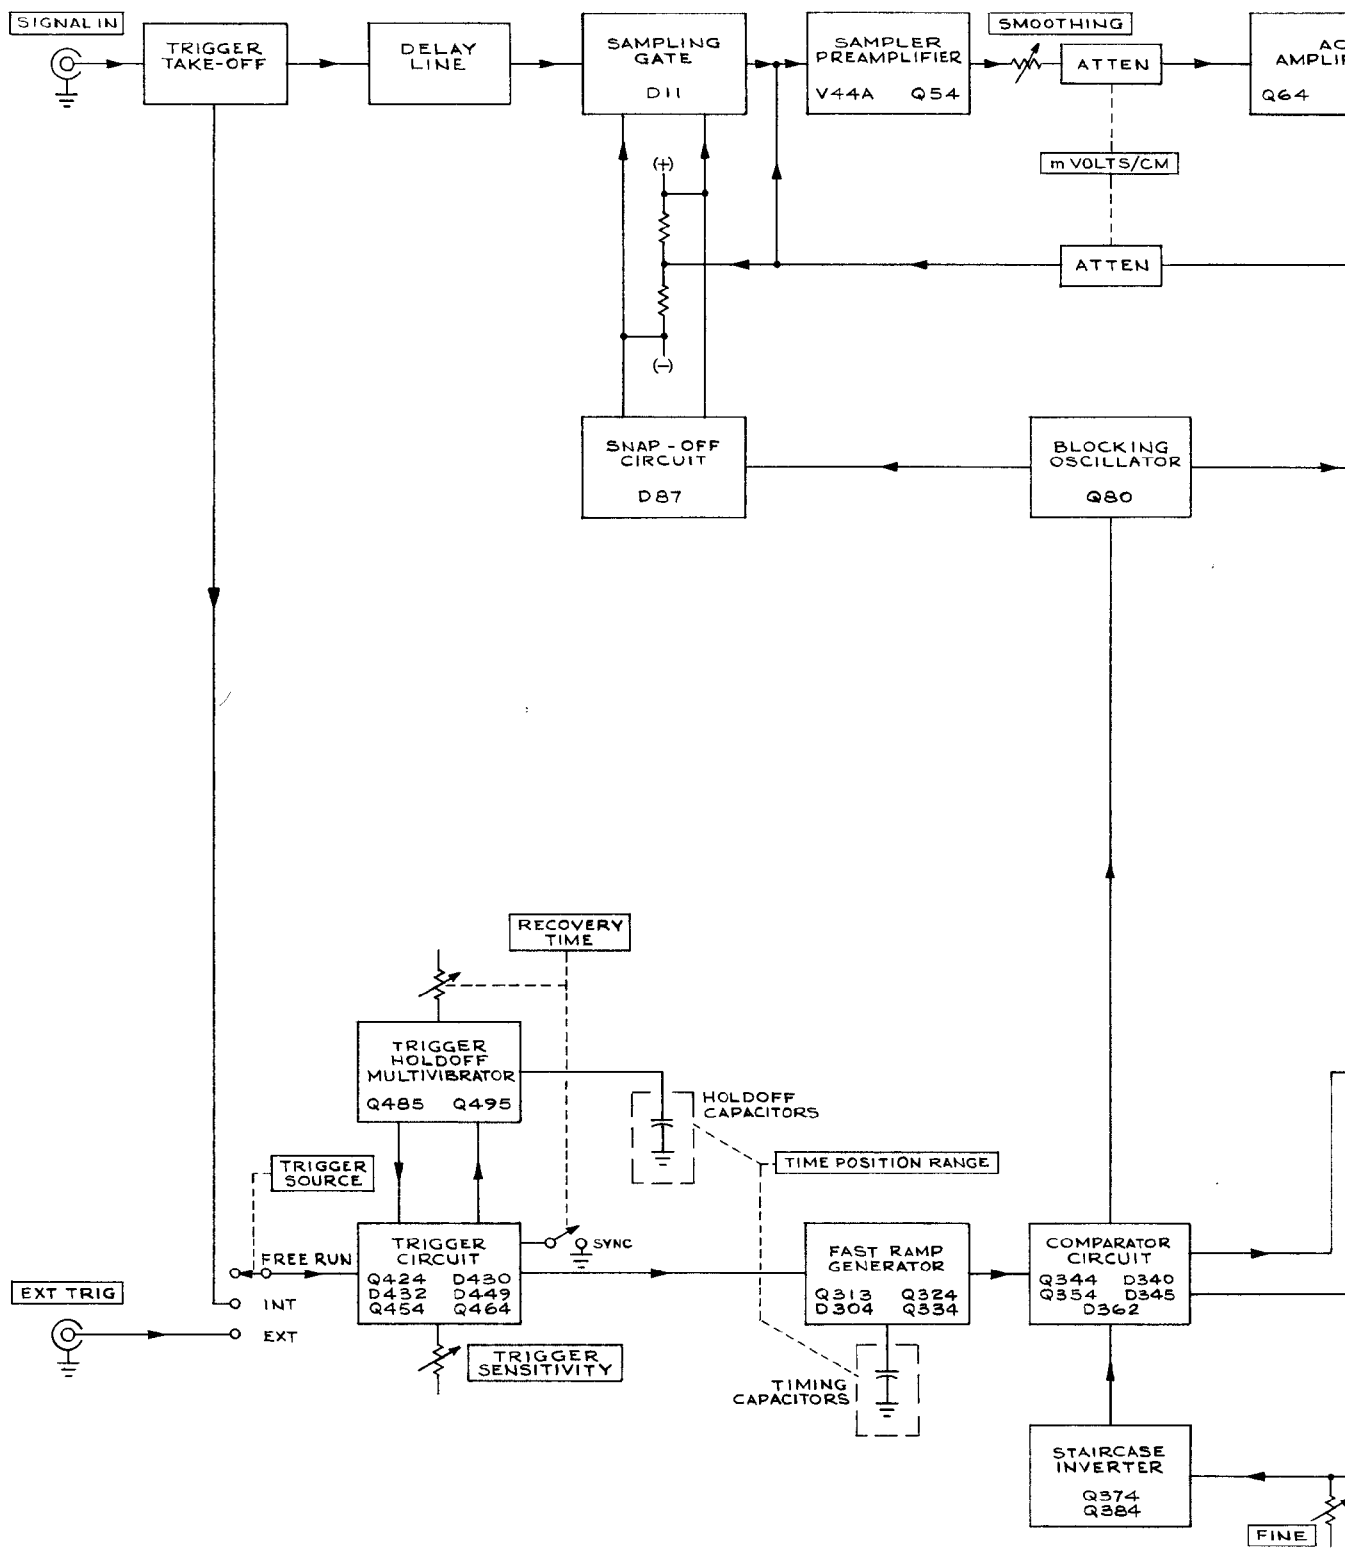 SIGNAL IN
TRIGGER
TAKE-OFF
DELAY
LINE
SAMPLING
GATE
D11
SAMPLER
PREAMPLIFIER
V44A Q54
SMOOTHING
ATTEN
AC
AMPLIF
Q64
(+)
m VOLTS/CM
ATTEN
(-)
SNAP-OFF
CIRCUIT
D87
BLOCKING
OSCILLATOR
Q80
RECOVERY
TIME
TRIGGER
HOLDOFF
MULTIVIBRATOR
Q485 Q495
HOLDOFF
CAPACITORS
TRIGGER
SOURCE
TIME POSITION RANGE
FREE RUN
INT
EXT
EXT TRIG
TRIGGER
CIRCUIT
Q424 D430
D432 D449
Q454 Q464
SYNC
TRIGGER
SENSITIVITY
FAST RAMP
GENERATOR
Q313 Q324
D304 Q334
TIMING
CAPACITORS
COMPARATOR
CIRCUIT
Q344 D340
Q354 D345
D362
STAIRCASE
INVERTER
Q374
Q384
FINE